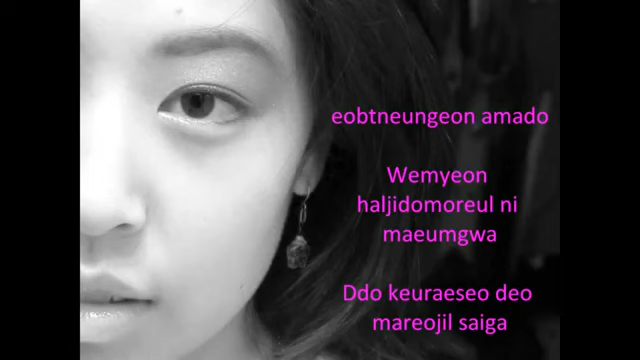 eobtneungeon amado
Wemyeon
haljidomoreul ni
maeumgwa
Ddo keuraeseo deo
mareojil saiga